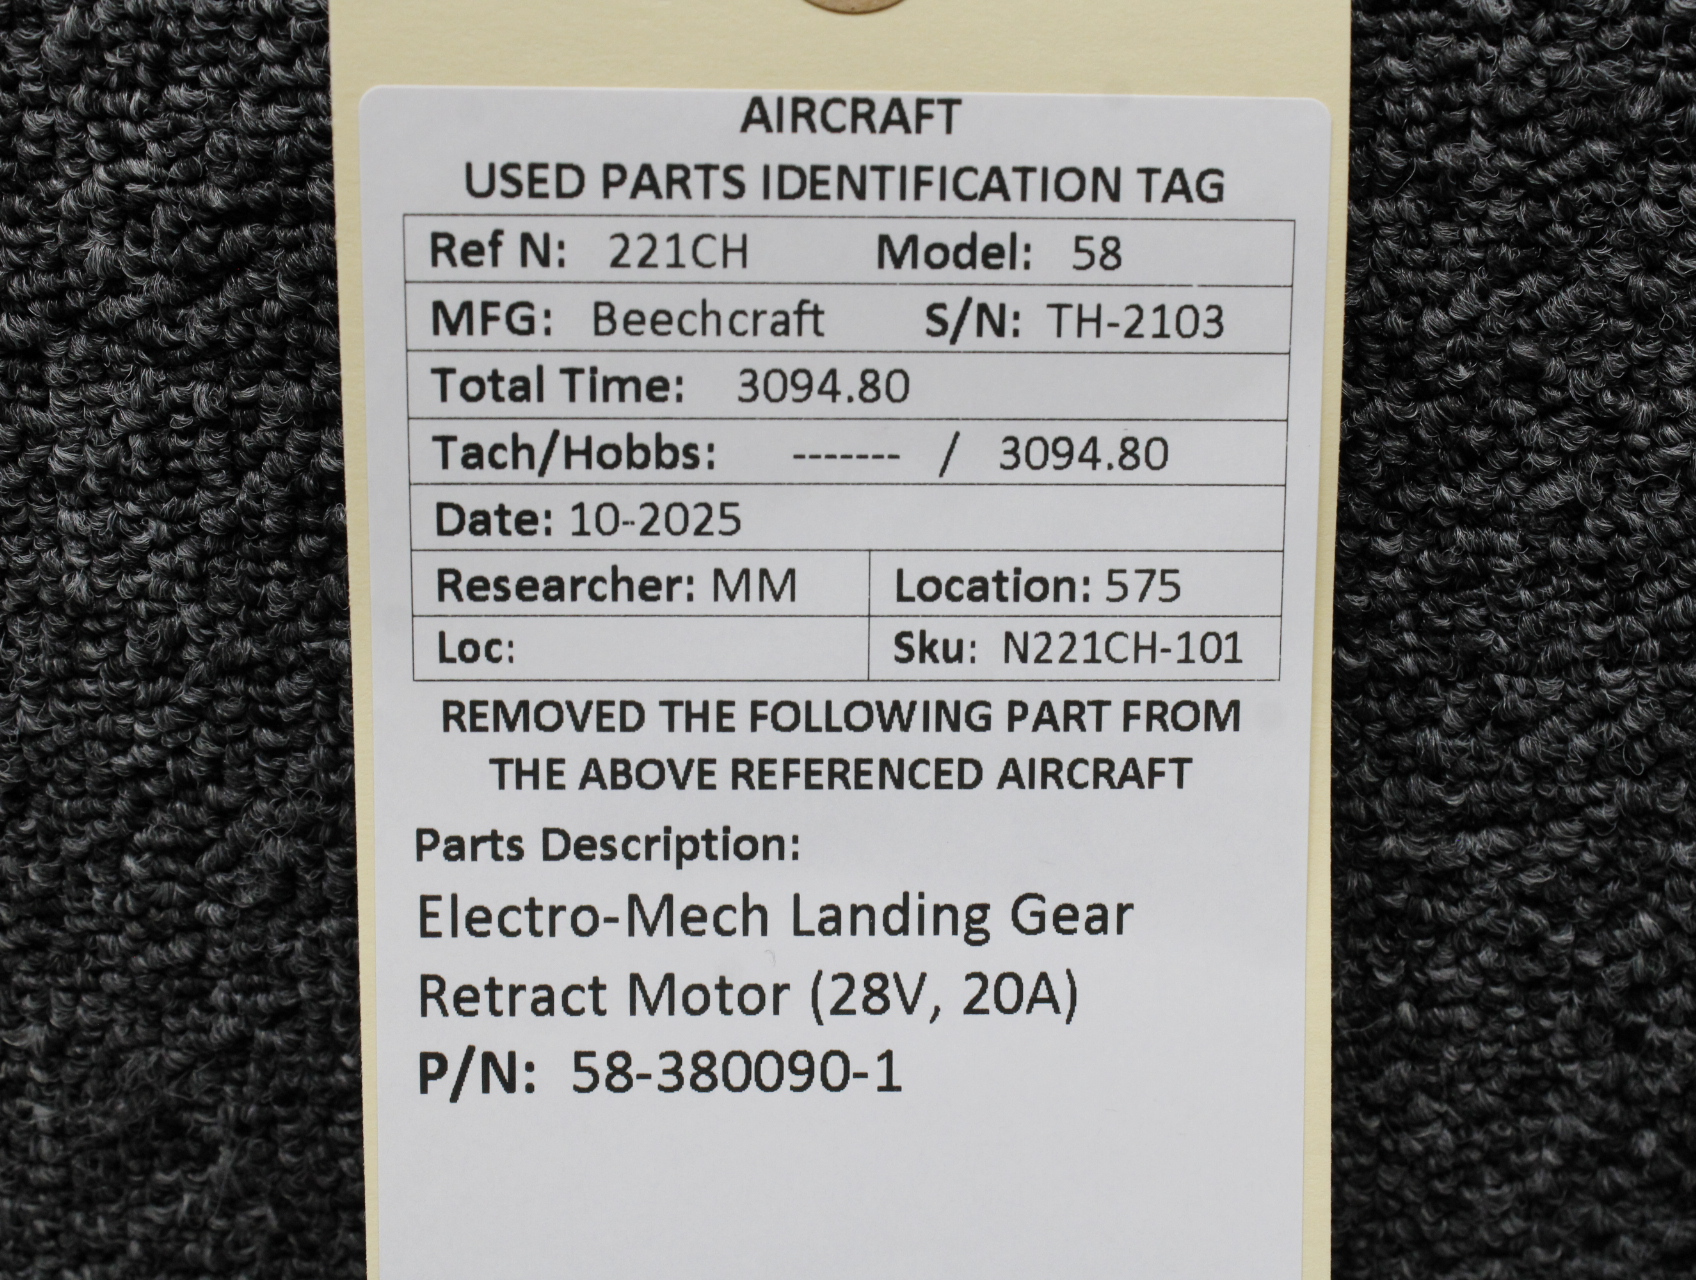 AIRCRAFT
USED PARTS IDENTIFICATION TAG
Ref N: 221CH Model: 58
MFG: Beechcraft S/N: TH-2103
Total Time: 3094.80
Tach/Hobbs: ------- / 3094.80
Date: 10-2025
Researcher: MM Location: 575
Loc: Sku: N221CH-101
REMOVED THE FOLLOWING PART FROM
THE ABOVE REFERENCED AIRCRAFT
Parts Description:
Electro-Mech Landing Gear
Retract Motor (28V, 20A)
P/N: 58-380090-1